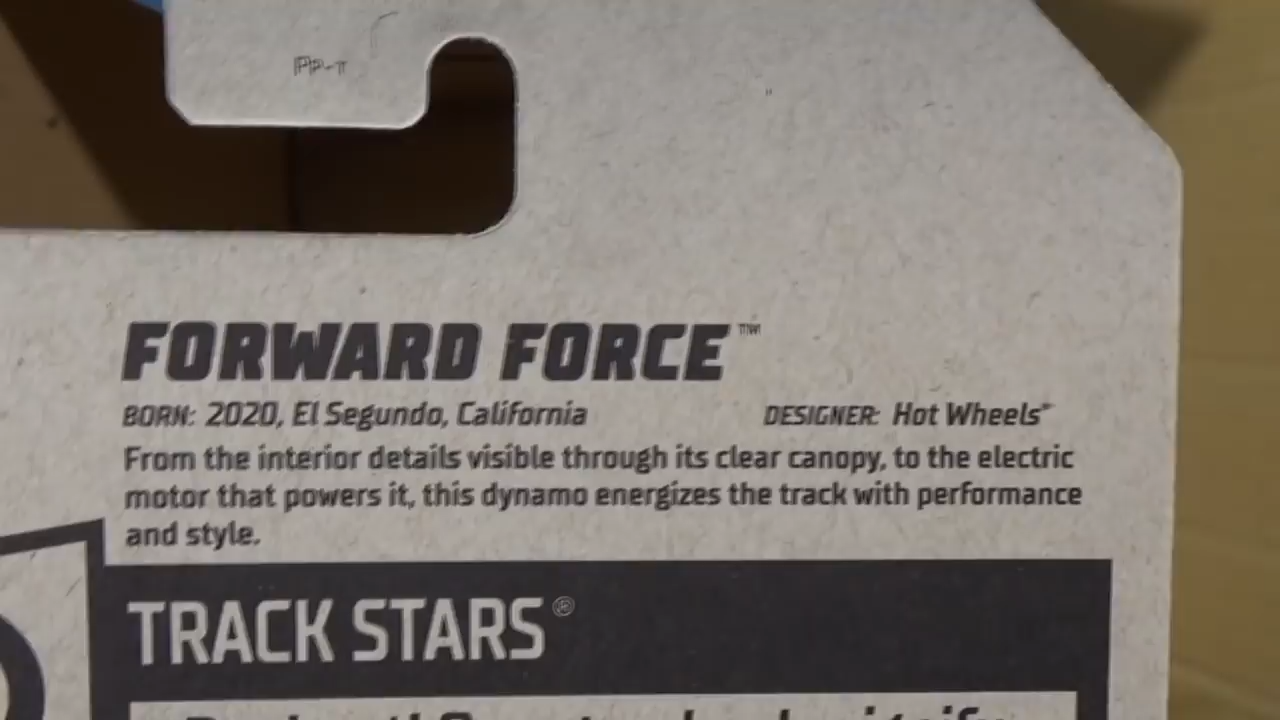 FORWARD FORCE™
BORN: 2020, El Segundo, California DESIGNER: Hot Wheels®
From the interior details visible through its clear canopy, to the electric
motor that powers it, this dynamo energizes the track with performance
and style.
TRACK STARS®